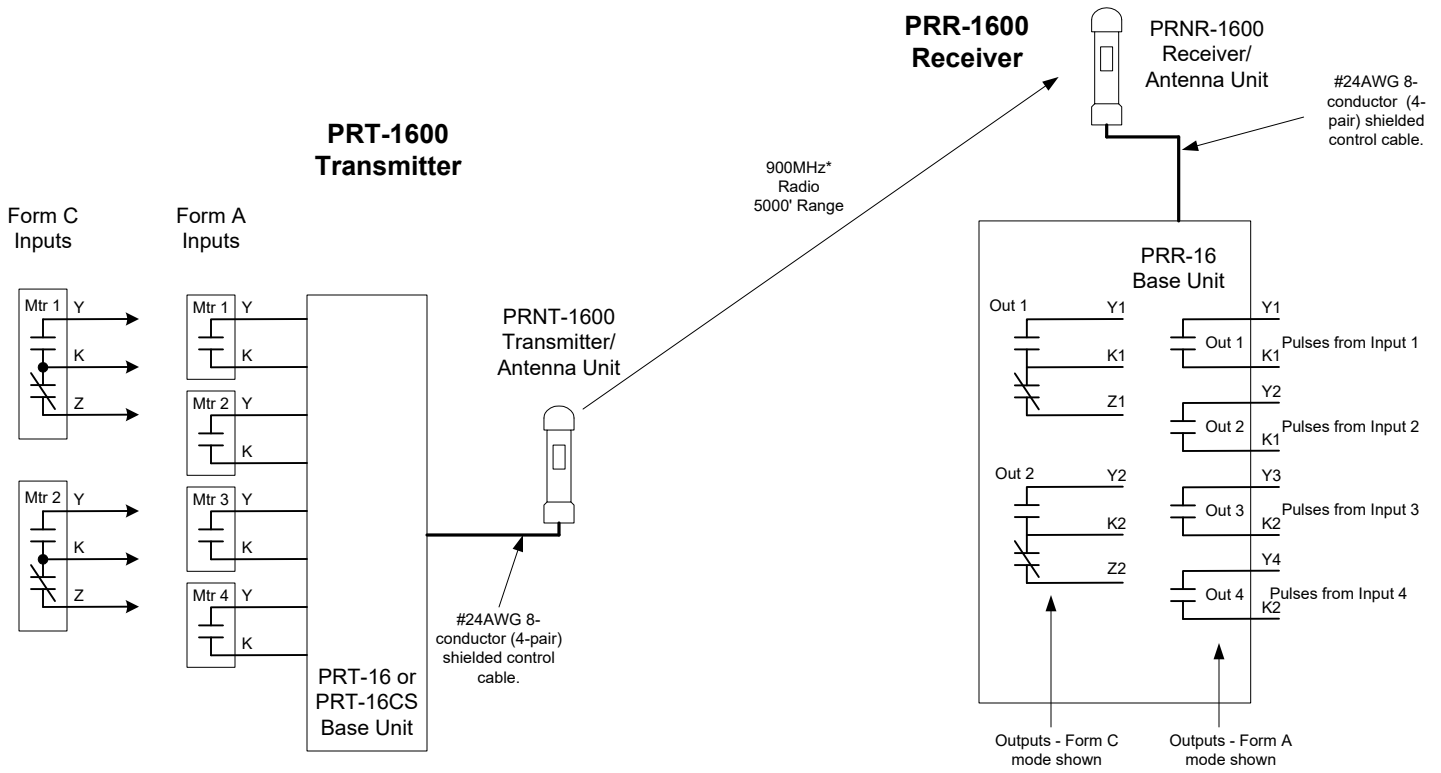 PRR-1600
Receiver
PRNR-1600
Receiver/
Antenna Unit
#24AWG 8-
conductor (4-
pair) shielded
control cable.
PRT-1600
Transmitter
900MHz*
Radio
5000' Range
Form C
Inputs
Form A
Inputs
Mtr 1
Y
K
Z
Mtr 2
Y
K
Z
Mtr 1
Y
K
Mtr 2
Y
K
Mtr 3
Y
K
Mtr 4
Y
K
PRT-16 or
PRT-16CS
Base Unit
PRNT-1600
Transmitter/
Antenna Unit
#24AWG 8-
conductor (4-pair)
shielded control
cable.
PRR-16
Base Unit
Out 1
Y1
K1
Z1
Out 2
Y2
K2
Z2
Y1
Out 1
K1
Pulses from Input 1
Y2
Out 2
K1
Pulses from Input 2
Y3
Out 3
K2
Pulses from Input 3
Y4
Out 4
K2
Pulses from Input 4
Outputs - Form C
mode shown
Outputs - Form A
mode shown